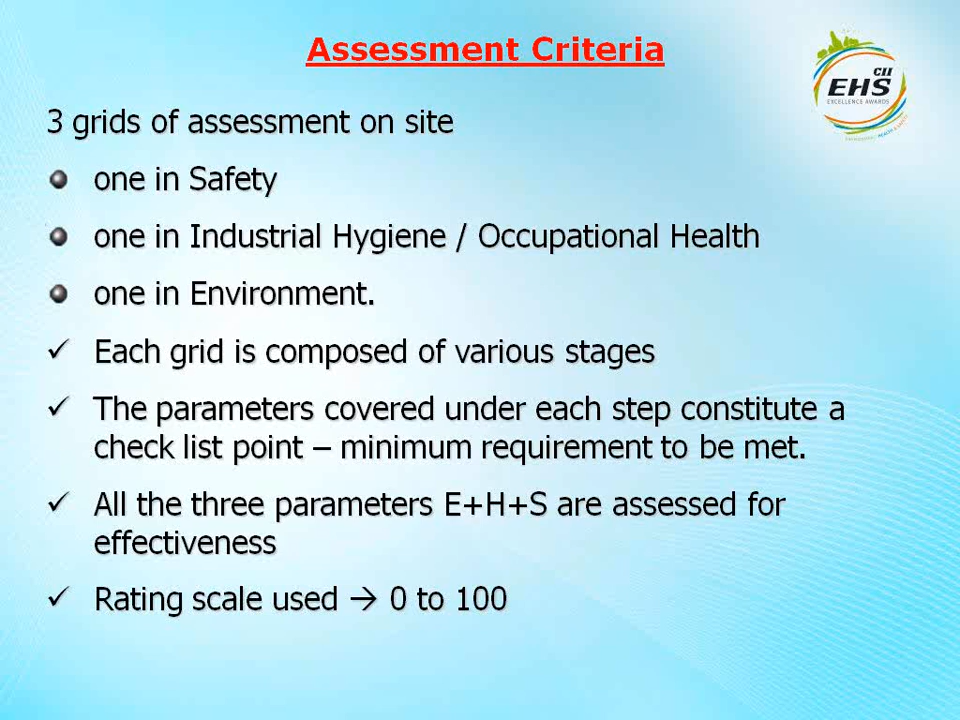 Assessment Criteria
CII
EHS
EXCELLENCE AWARDS
3 grids of assessment on site
one in Safety
one in Industrial Hygiene / Occupational Health
one in Environment.
✓ Each grid is composed of various stages
✓ The parameters covered under each step constitute a
check list point – minimum requirement to be met.
✓ All the three parameters E+H+S are assessed for
effectiveness
✓ Rating scale used → 0 to 100